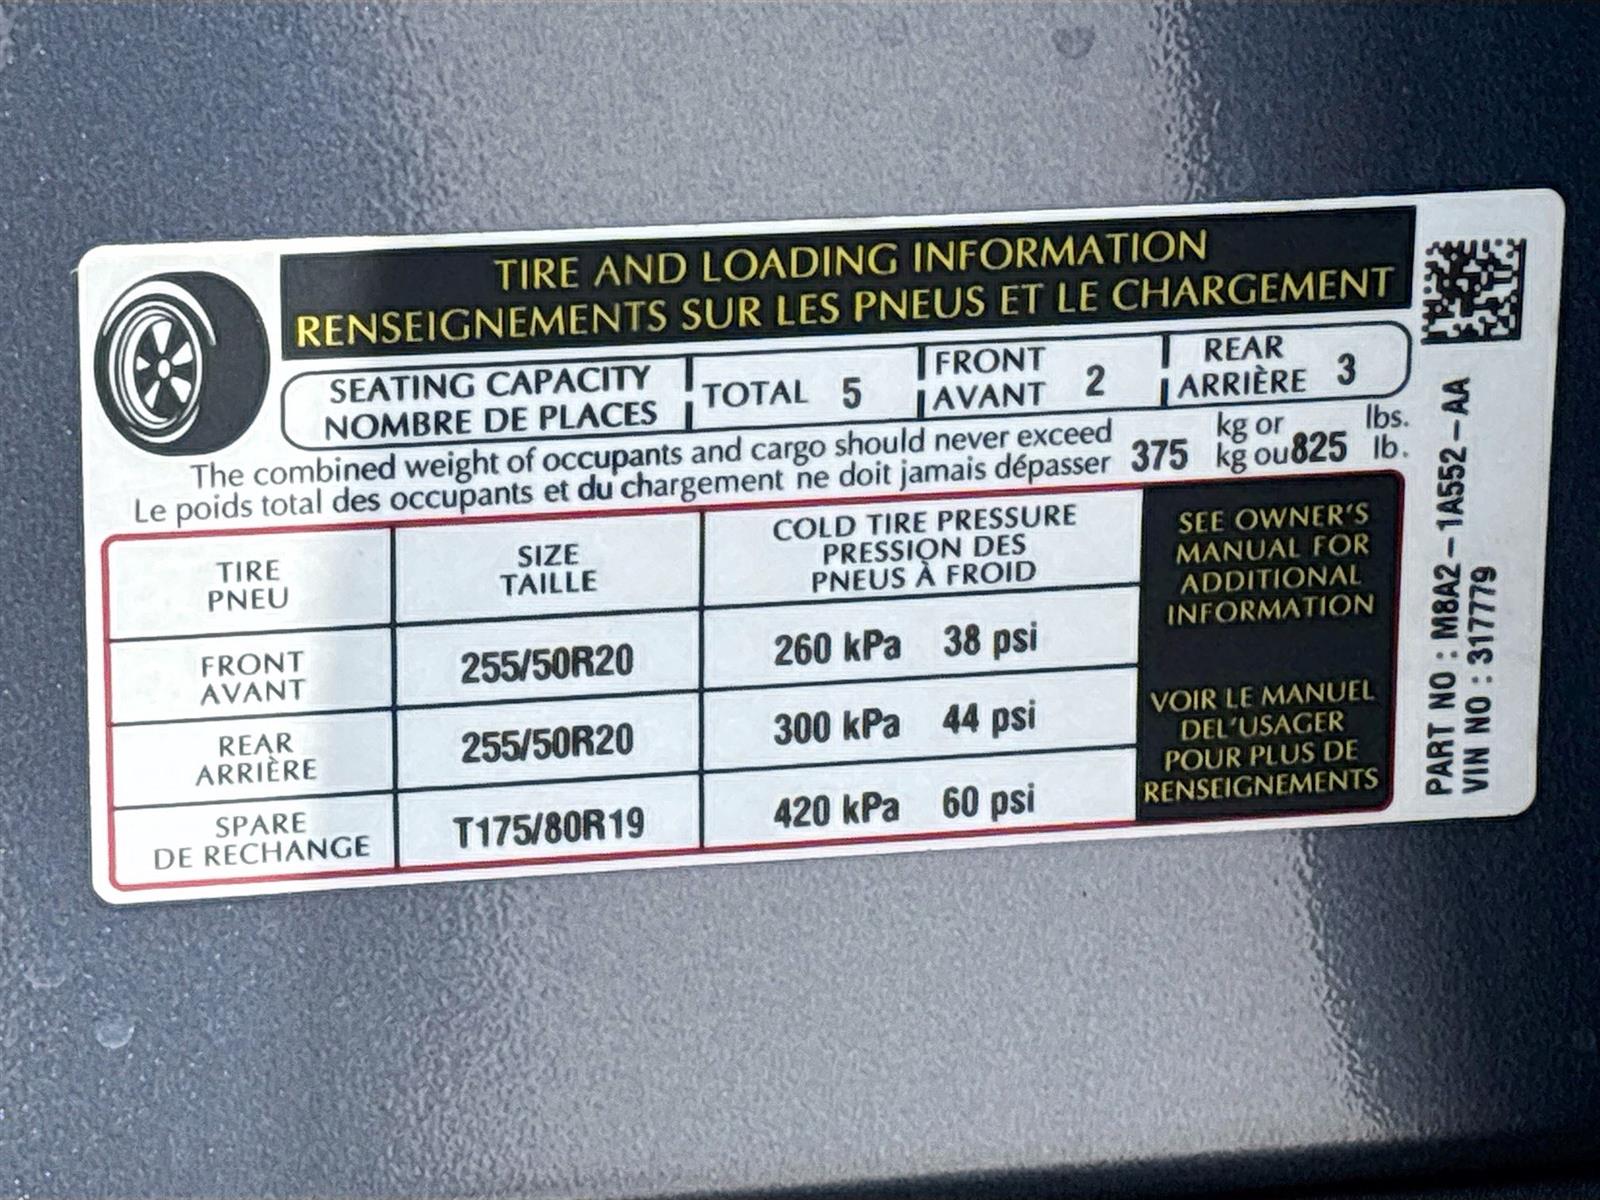 TIRE AND LOADING INFORMATION
RENSEIGNEMENTS SUR LES PNEUS ET LE CHARGEMENT
SEATING CAPACITY
NOMBRE DE PLACES
TOTAL 5
FRONT
AVANT
2
REAR
ARRIÈRE
3
The combined weight of occupants and cargo should never exceed
Le poids total des occupants et du chargement ne doit jamais dépasser
375
kg or
kg ou
825
lbs.
lb.
TIRE
PNEU
SIZE
TAILLE
COLD TIRE PRESSURE
PRESSION DES
PNEUS À FROID
FRONT
AVANT
255/50R20
260 kPa 38 psi
REAR
ARRIÈRE
255/50R20
300 kPa 44 psi
SPARE
DE RECHANGE
T175/80R19
420 kPa 60 psi
SEE OWNER'S
MANUAL FOR
ADDITIONAL
INFORMATION
VOIR LE MANUEL
DEL'USAGER
POUR PLUS DE
RENSEIGNEMENTS
PART NO : M8A2-1A552-AA
VIN NO : 317779